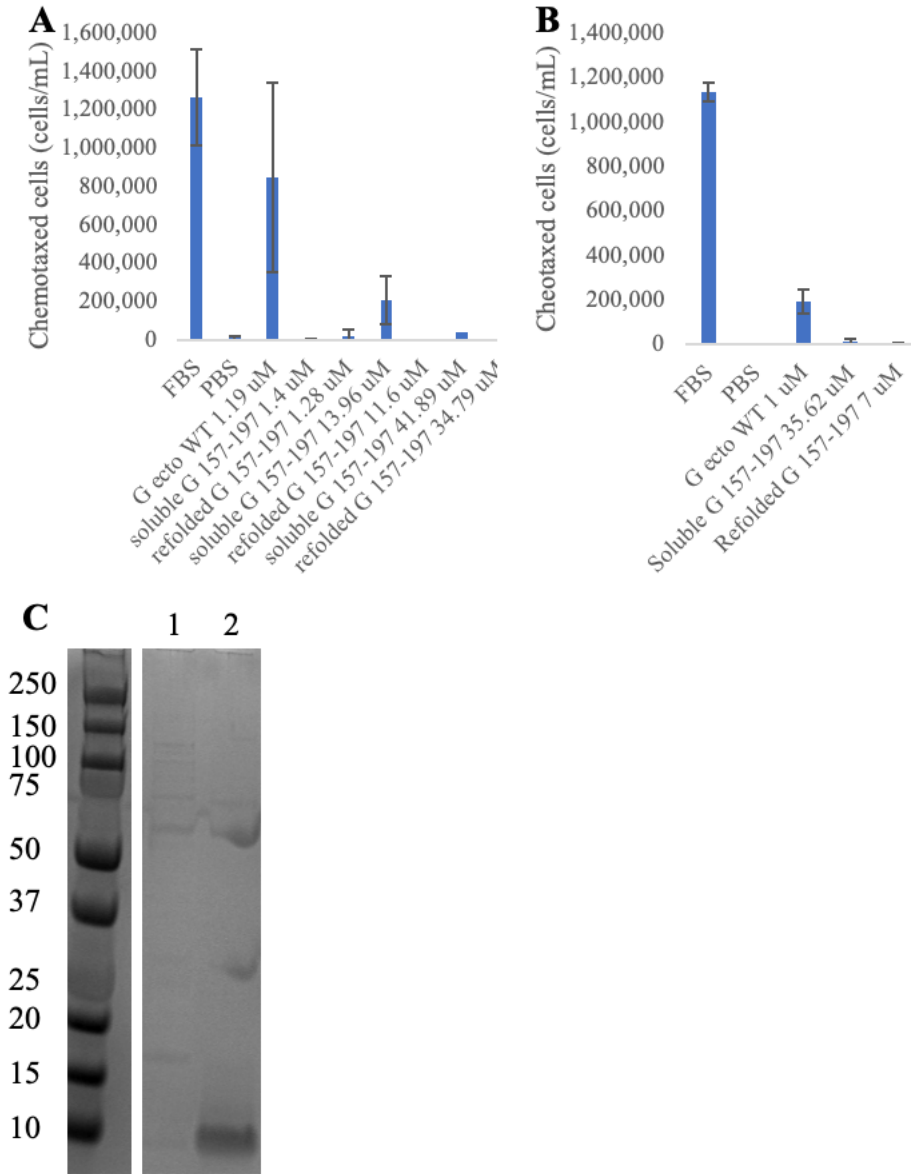 A
Chemotaxed cells (cells/mL)
1,600,000
1,400,000
1,200,000
1,000,000
800,000
600,000
400,000
200,000
0
FBS
PBS
G ecto WT 1.19 uM
soluble G 157-197 1.4 uM
refolded G 157-197 1.28 uM
soluble G 157-197 13.96 uM
refolded G 157-197 11.6 uM
soluble G 157-197 41.89 uM
refolded G 157-197 34.79 uM
B
Cheotaxed cells (cells/mL)
1,400,000
1,200,000
1,000,000
800,000
600,000
400,000
200,000
0
FBS
PBS
G ecto WT 1 uM
Soluble G 157-197 35.62 uM
Refolded G 157-197 7 uM
C
1 2
250
150
100
75
50
37
25
20
15
10